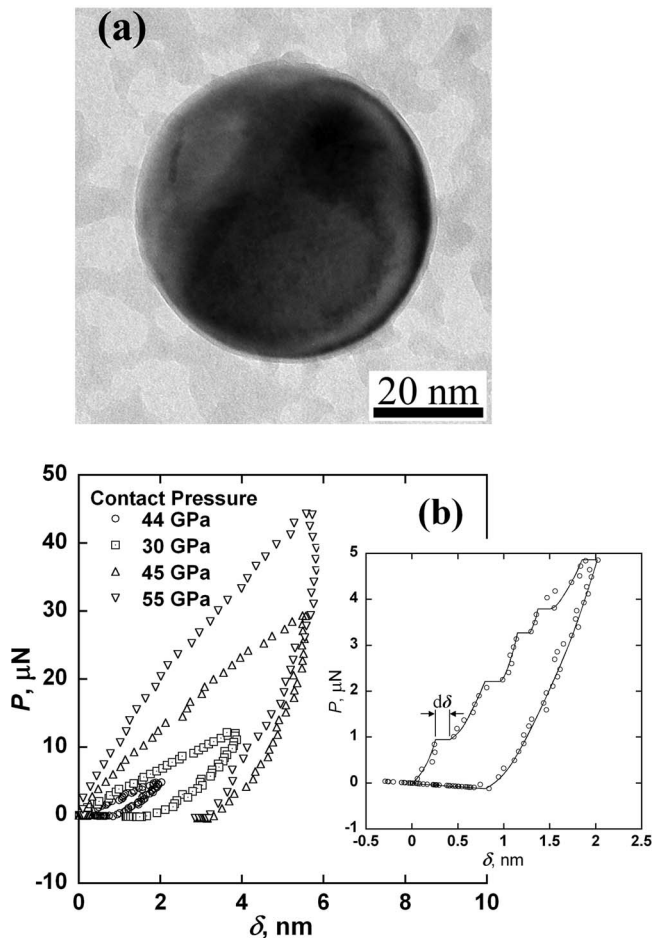 (a)
20 nm
(b)
Contact Pressure
44 GPa
30 GPa
45 GPa
55 GPa
50
40
30
20
10
0
-10
P, μN
0
2
4
6
8
10
δ, nm
5
4
3
2
1
0
-1
P, μN
dδ
-0.5
0
0.5
1
1.5
2
2.5
δ, nm